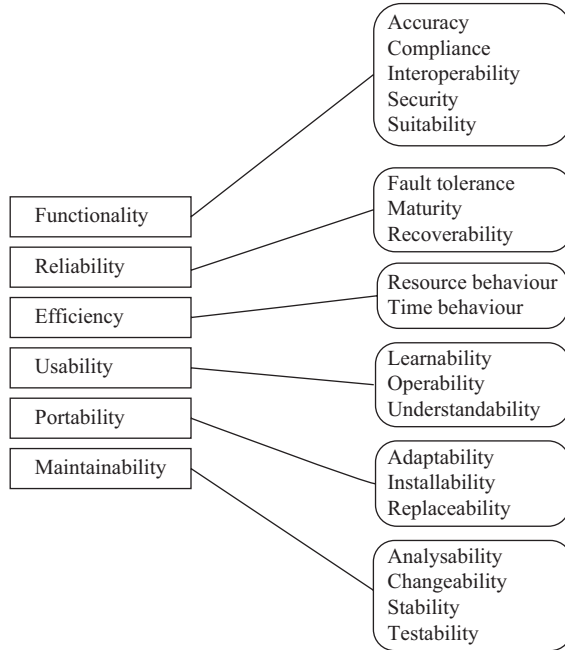 Functionality
Reliability
Efficiency
Usability
Portability
Maintainability
Accuracy
Compliance
Interoperability
Security
Suitability
Fault tolerance
Maturity
Recoverability
Resource behaviour
Time behaviour
Learnability
Operability
Understandability
Adaptability
Installability
Replaceability
Analysability
Changeability
Stability
Testability